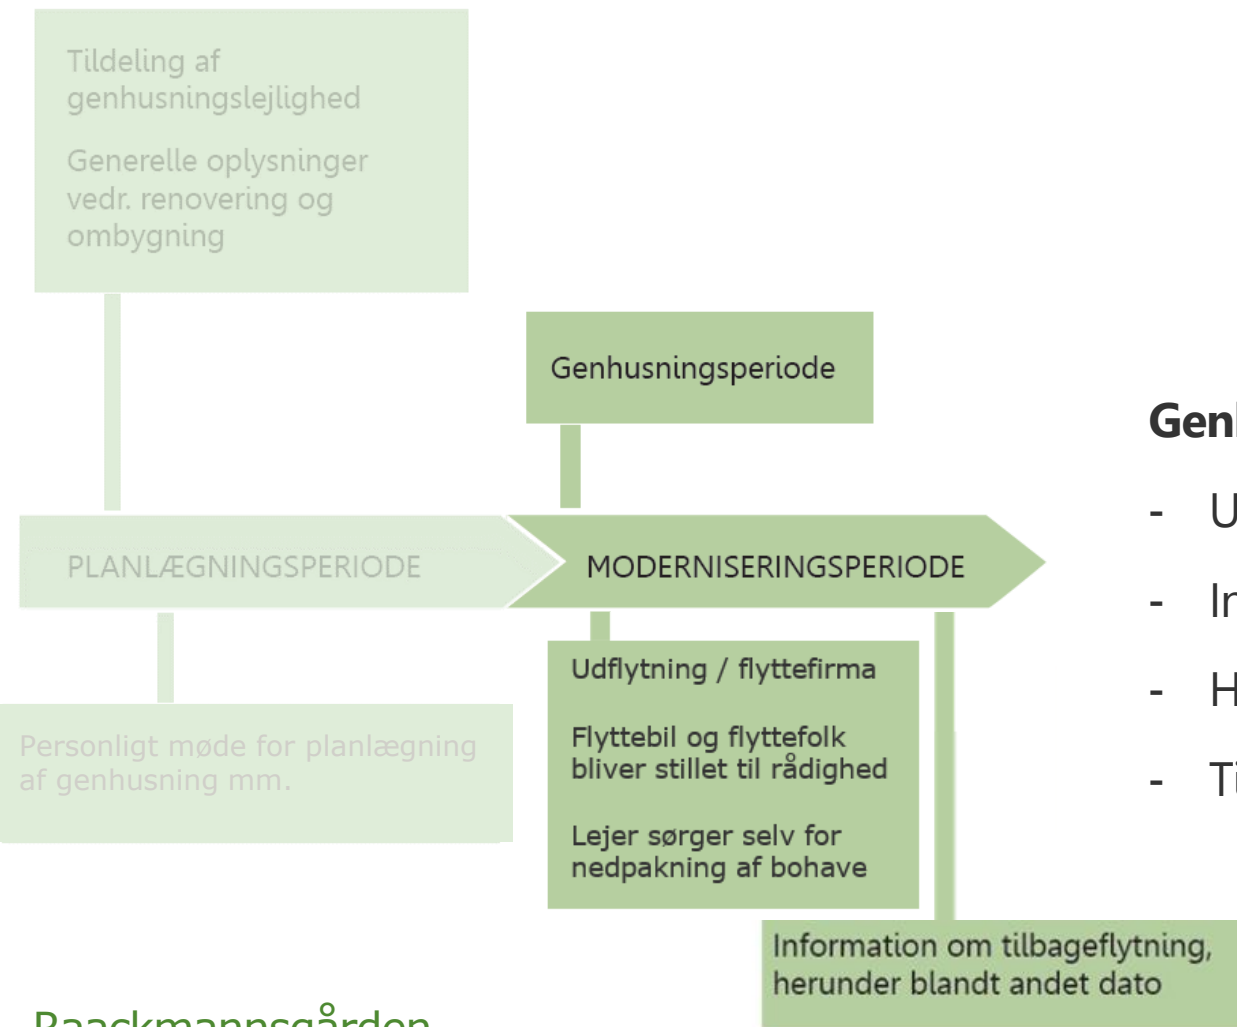 Tildeling af
genhusningslejlighed
Generelle oplysninger
vedr. renovering og
ombygning
Genhusningsperiode
PLANLÆGNINGSPERIODE
MODERNISERINGSPERIODE
Personligt møde for planlægning
af genhusning mm.
Udflytning / flyttefirma
Flyttebil og flyttefolk
bliver stillet til rådighed
Lejer sørger selv for
nedpakning af bohave
Information om tilbageflytning,
herunder blandt andet dato
-
-
-
-
Raackmannsgården